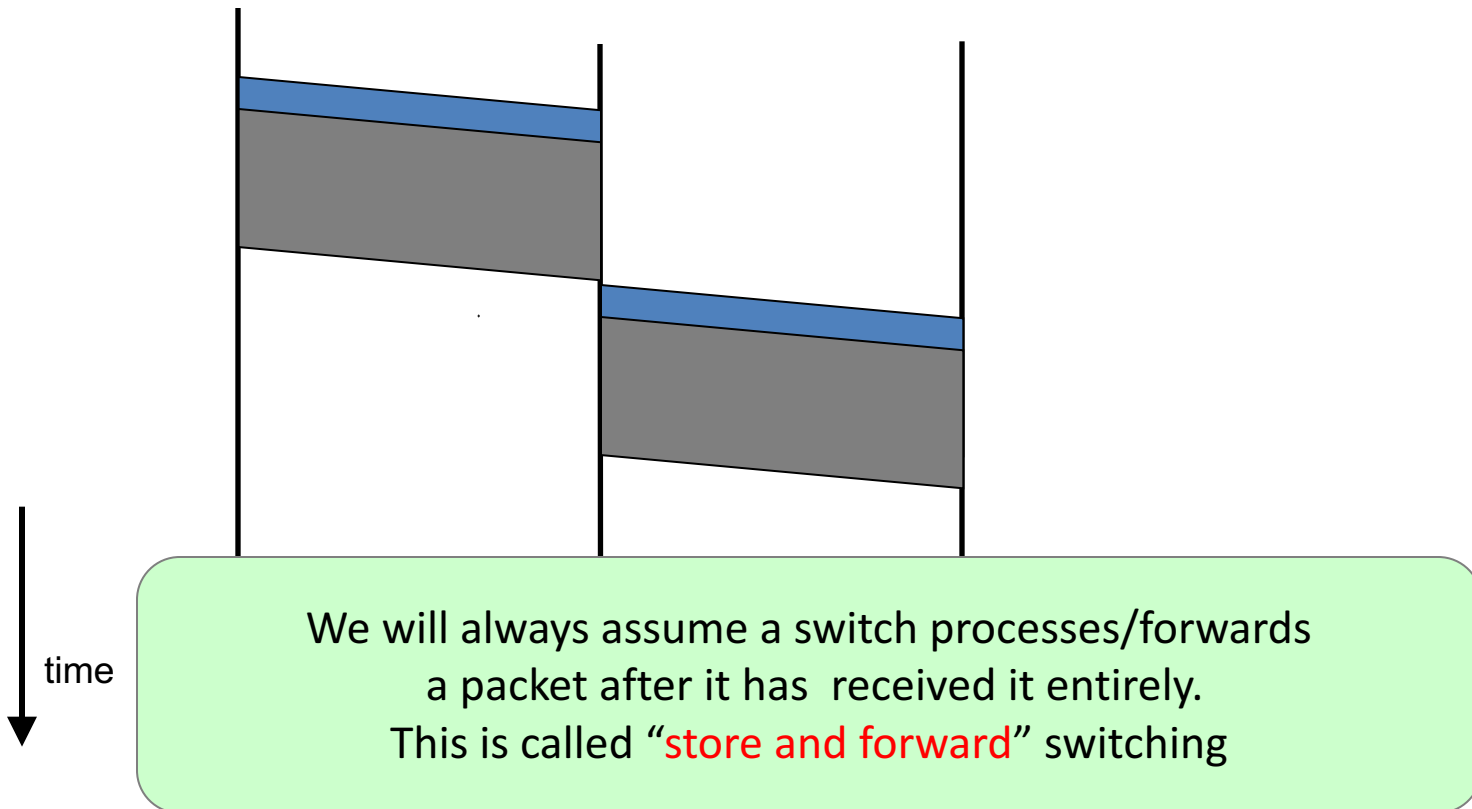 time
We will always assume a switch processes/forwards
a packet after it has  received it entirely.
This is called “store and forward” switching